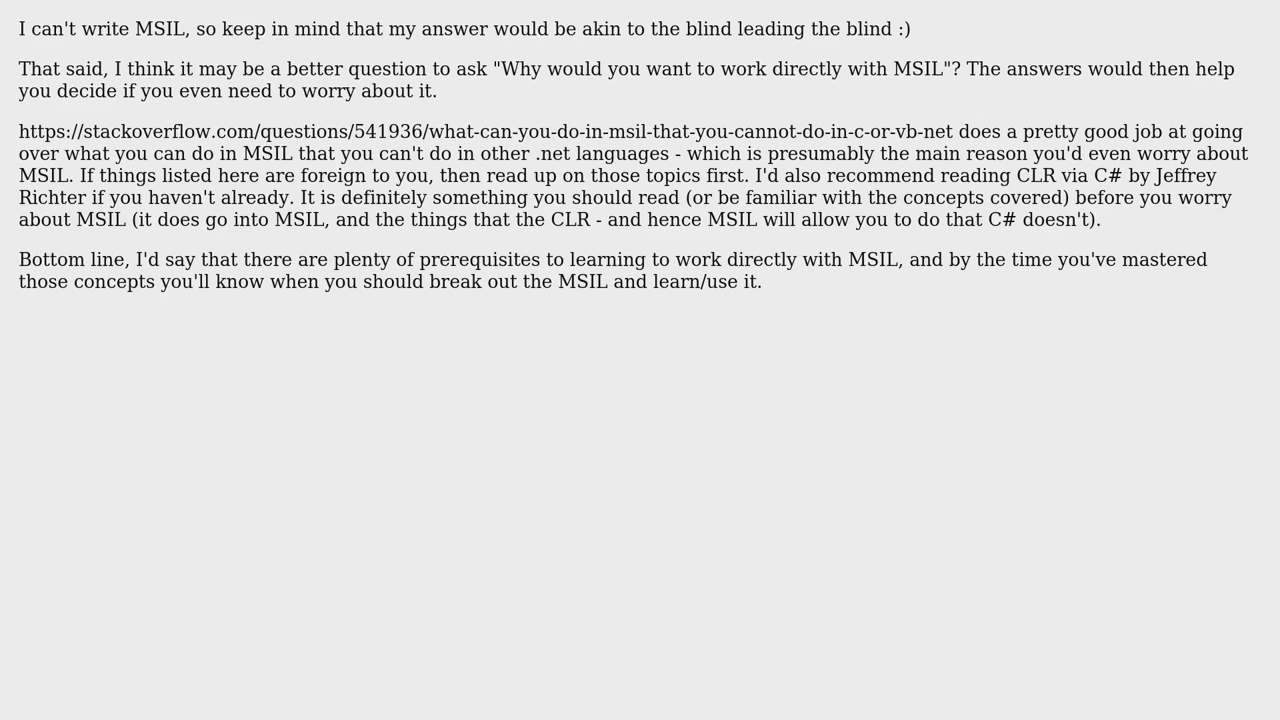 I can't write MSIL, so keep in mind that my answer would be akin to the blind leading the blind :)
That said, I think it may be a better question to ask "Why would you want to work directly with MSIL"? The answers would then help
you decide if you even need to worry about it.
https://stackoverflow.com/questions/541936/what-can-you-do-in-msil-that-you-cannot-do-in-c-or-vb-net does a pretty good job at going
over what you can do in MSIL that you can't do in other .net languages - which is presumably the main reason you'd even worry about
MSIL. If things listed here are foreign to you, then read up on those topics first. I'd also recommend reading CLR via C# by Jeffrey
Richter if you haven't already. It is definitely something you should read (or be familiar with the concepts covered) before you worry
about MSIL (it does go into MSIL, and the things that the CLR - and hence MSIL will allow you to do that C# doesn't).
Bottom line, I'd say that there are plenty of prerequisites to learning to work directly with MSIL, and by the time you've mastered
those concepts you'll know when you should break out the MSIL and learn/use it.